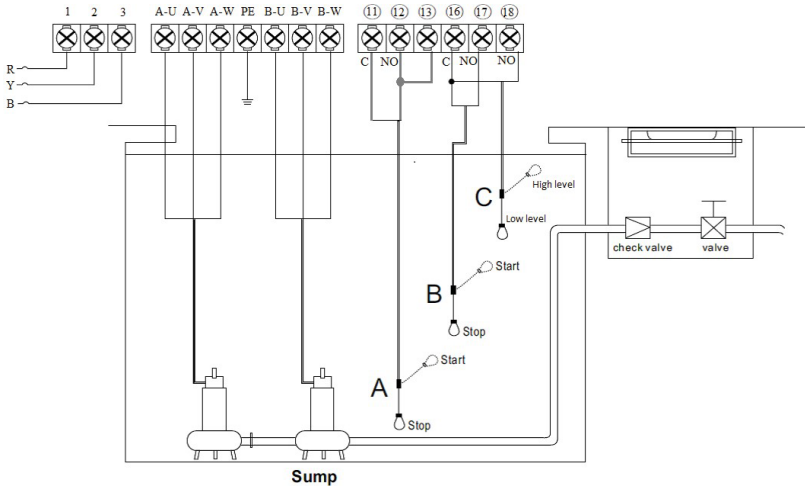 1 2 3 A-U A-V A-W PE B-U B-V B-W ⑪ ⑫ ⑬ ⑯ ⑰ ⑱
C NO C NO NO
R
Y
B
High level
C
Low level
check valve valve
Start
B
Stop
Start
A
Stop
Sump